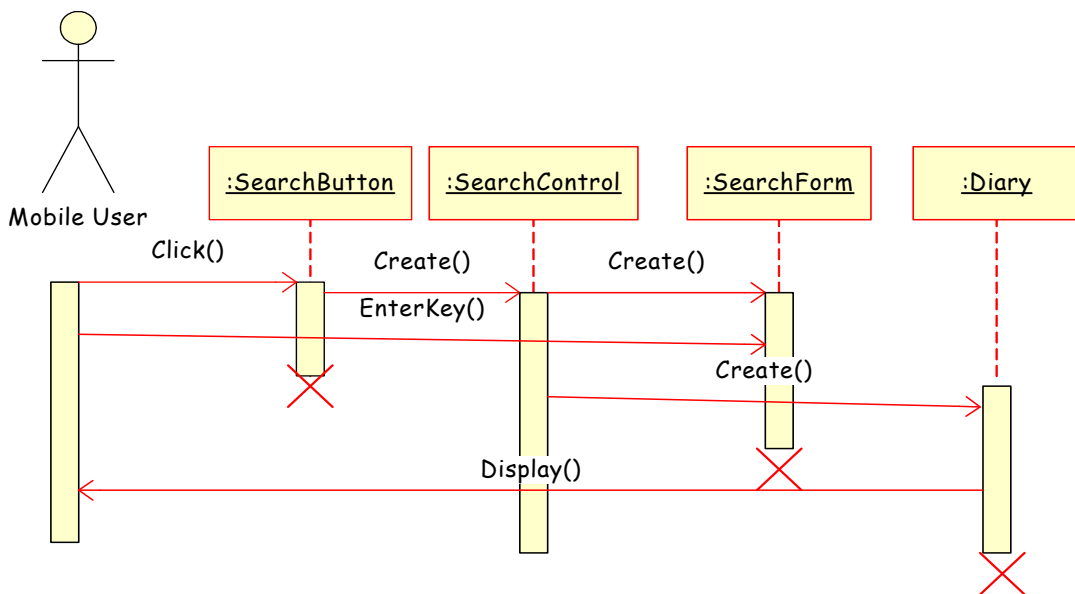 :SearchButton
:SearchControl
:SearchForm
:Diary
Mobile User
Click()
Create()
Create()
EnterKey()
Create()
Display()